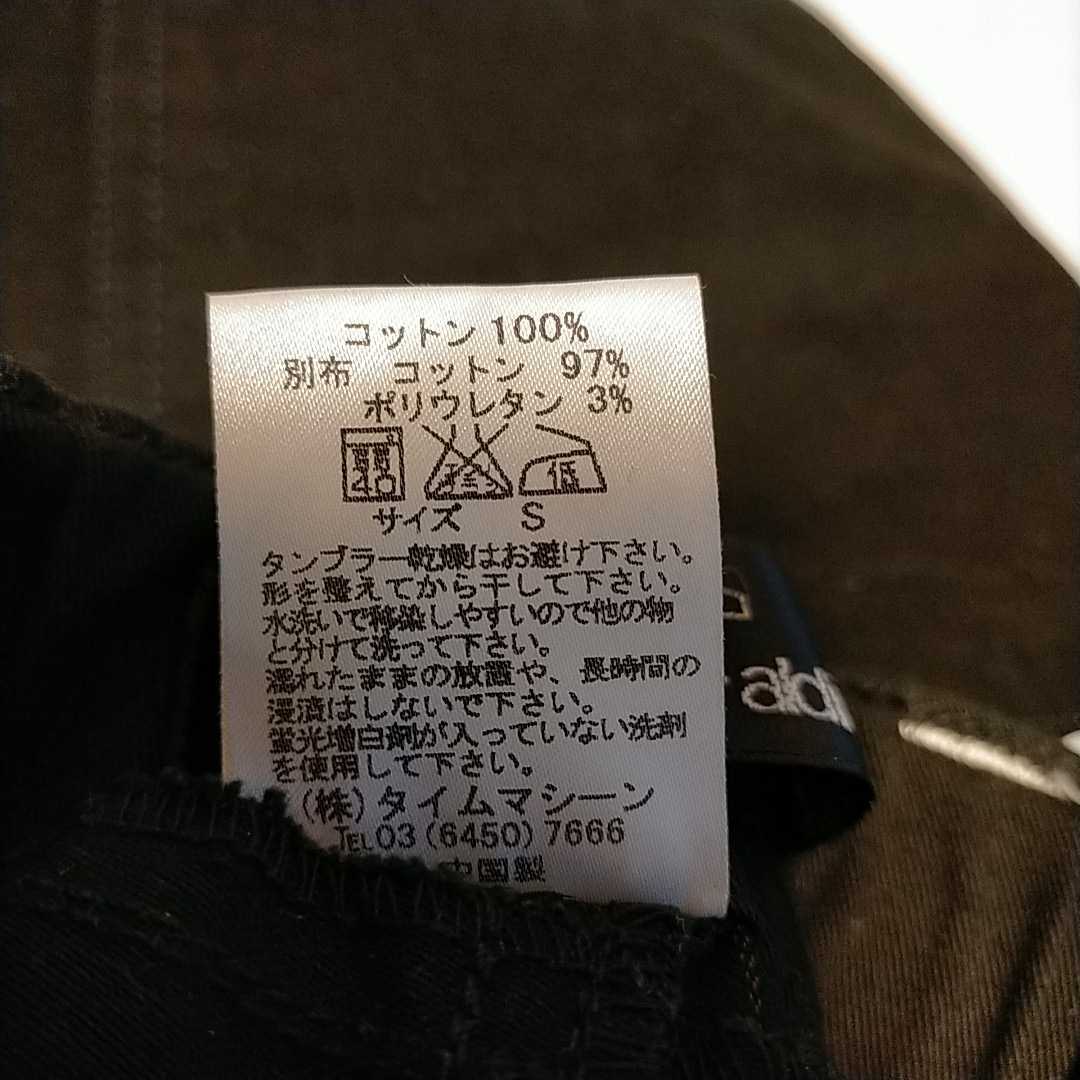 コットン 100%
別布 コットン 97%
ポリウレタン 3%
40
低
サイズ S
タンブラー乾燥はお避け下さい。
形を整えてから干して下さい。
水洗いで移染しやすいので他の物
と分けて洗って下さい。
濡れたままの放置や、長時間の
浸漬はしないで下さい。
蛍光増白剤が入っていない洗剤
を使用して下さい。
(株)タイムマシーン
TEL03 (6450) 7666
中国製